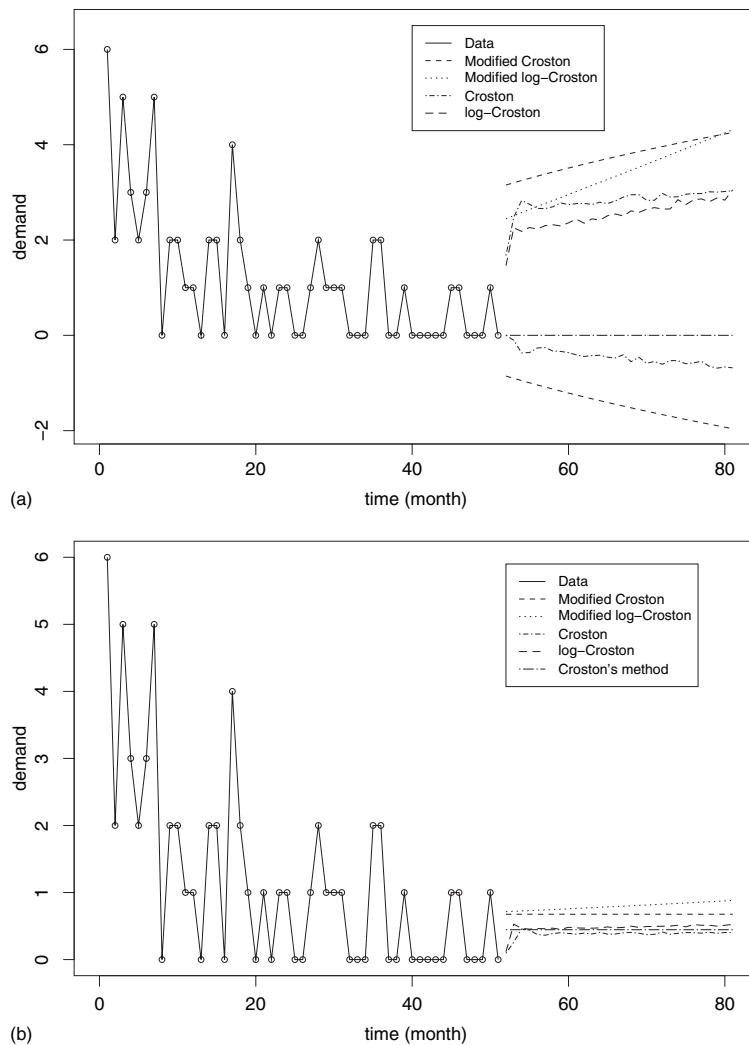 6
4
2
0
−2
demand
Data
Modified Croston
Modified log−Croston
Croston
log−Croston
0
20
40
60
80
time (month)
(a)
6
5
4
3
2
1
0
demand
Data
Modified Croston
Modified log−Croston
Croston
log−Croston
Croston's method
0
20
40
60
80
time (month)
(b)